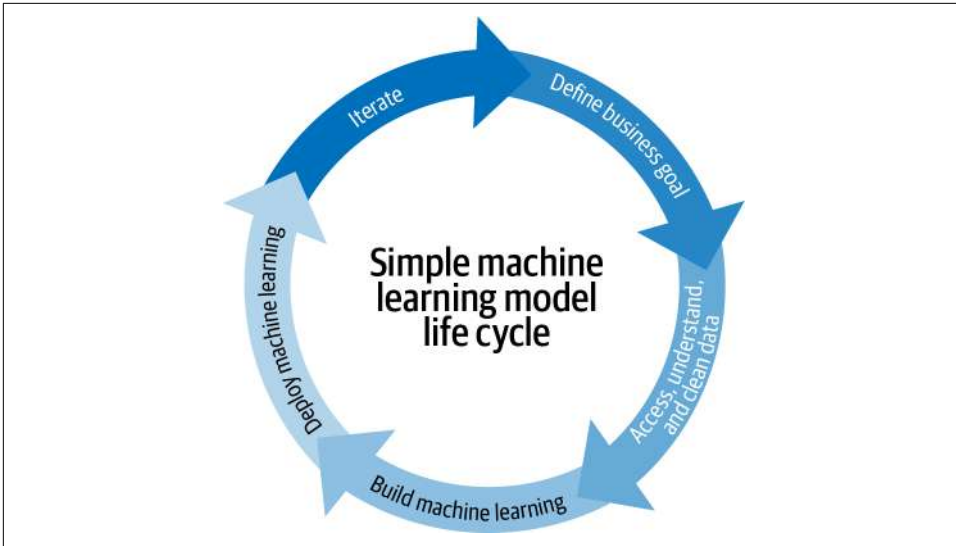 Iterate
Define business goal
Access, understand,
and clean data
Build machine learning
Deploy machine learning
Simple machine
learning model
life cycle